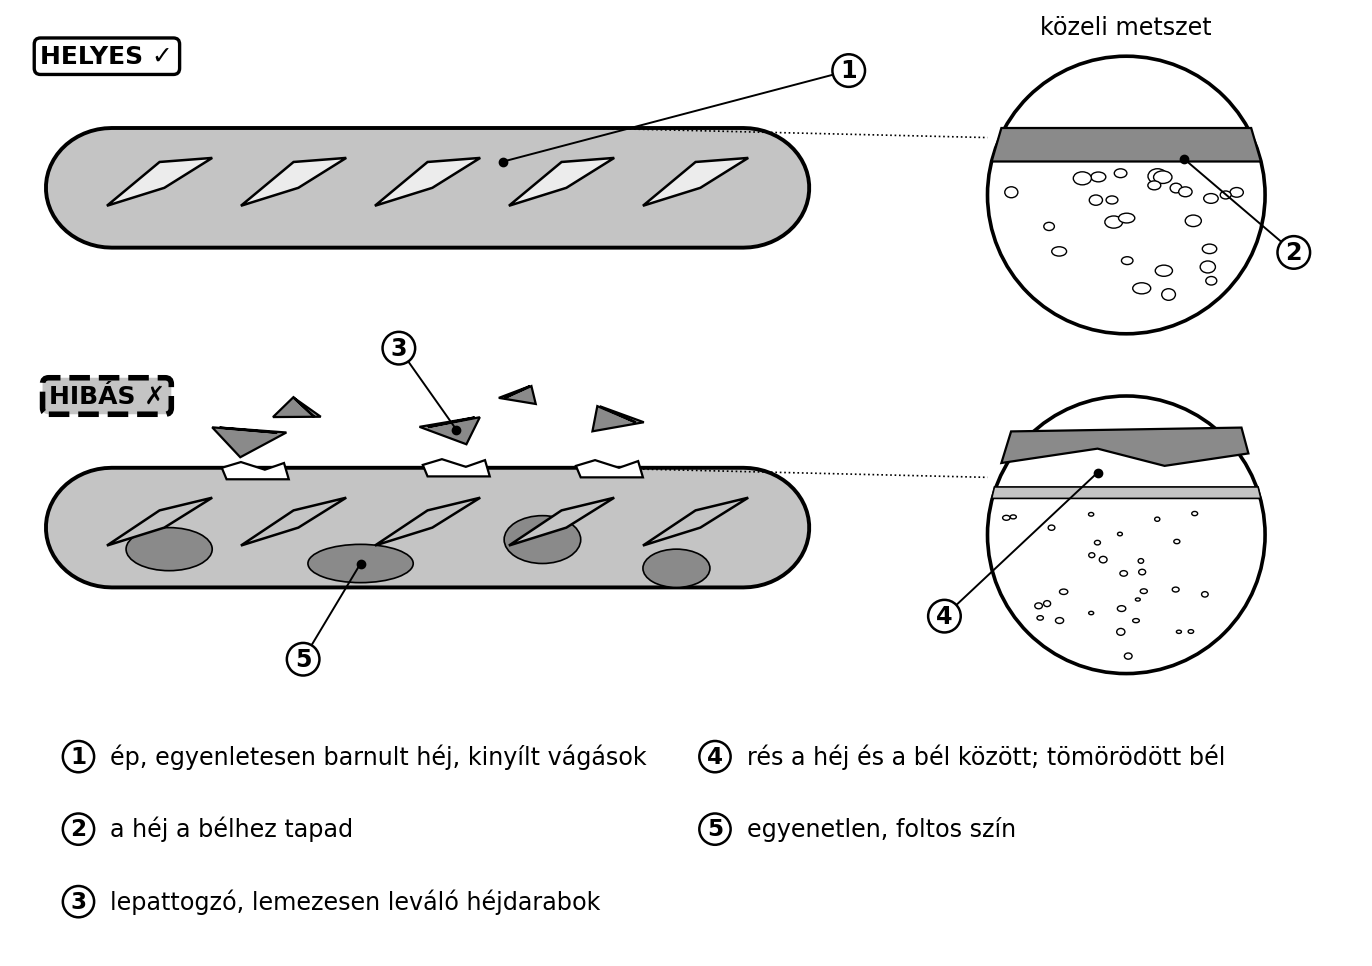 közeli metszet
HELYES ✓
1
2
3
HIBÁS ✗
4
5
1 ép, egyenletesen barnult héj, kinyílt vágások
2 a héj a bélhez tapad
3 lepattogzó, lemezesen leváló héjdarabok
4 rés a héj és a bél között; tömörödött bél
5 egyenetlen, foltos szín